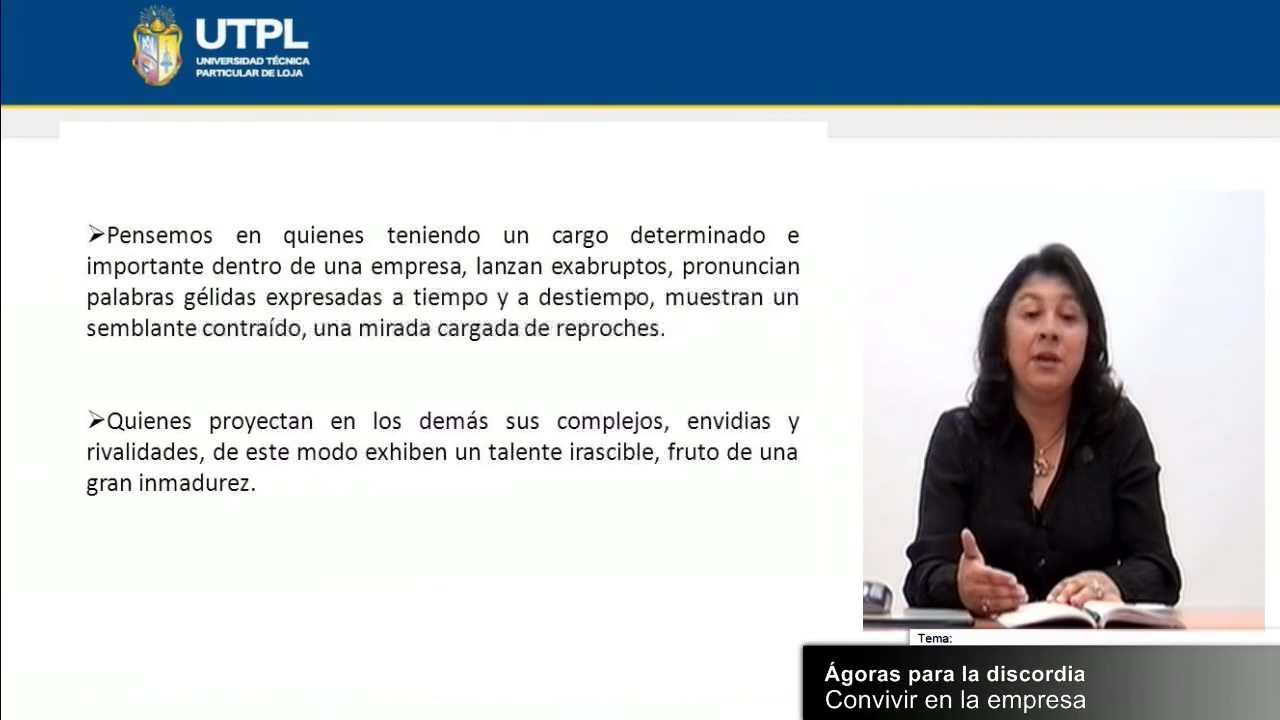 UTPL
UNIVERSIDAD TÉCNICA
PARTICULAR DE LOJA
➢Pensemos en quienes teniendo un cargo determinado e
importante dentro de una empresa, lanzan exabruptos, pronuncian
palabras gélidas expresadas a tiempo y a destiempo, muestran un
semblante contraído, una mirada cargada de reproches.
➢Quienes proyectan en los demás sus complejos, envidias y
rivalidades, de este modo exhiben un talente irascible, fruto de una
gran inmadurez.
Tema:
Ágoras para la discordia
Convivir en la empresa